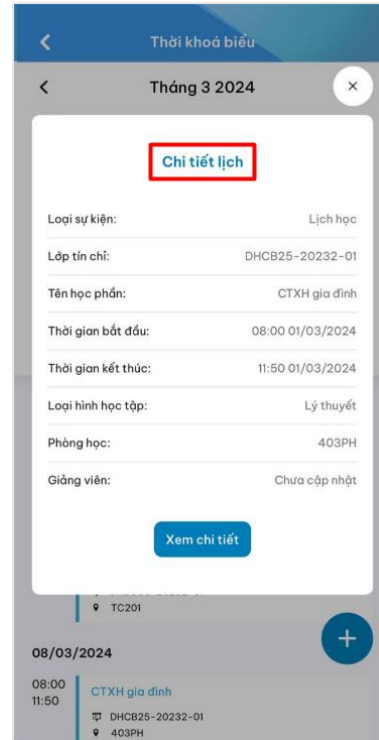 Thời khoá biểu
Tháng 3 2024
Chi tiết lịch
Loại sự kiện: Lịch học
Lớp tín chỉ: DHCB25-20232-01
Tên học phần: CTXH gia đình
Thời gian bắt đầu: 08:00 01/03/2024
Thời gian kết thúc: 11:50 01/03/2024
Loại hình học tập: Lý thuyết
Phòng học: 403PH
Giảng viên: Chưa cập nhật
Xem chi tiết
TC201
08/03/2024
08:00 CTXH gia đình
11:50
DHCB25-20232-01
403PH